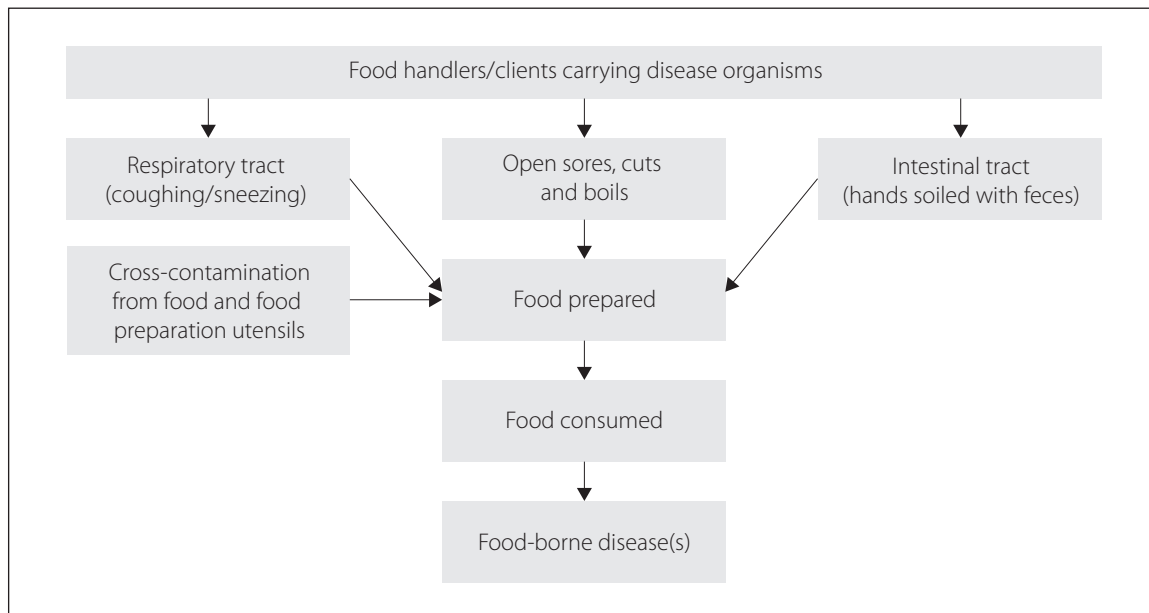 Food handlers/clients carrying disease organisms
Respiratory tract
(coughing/sneezing)
Open sores, cuts
and boils
Intestinal tract
(hands soiled with feces)
Cross-contamination
from food and food
preparation utensils
Food prepared
Food consumed
Food-borne disease(s)